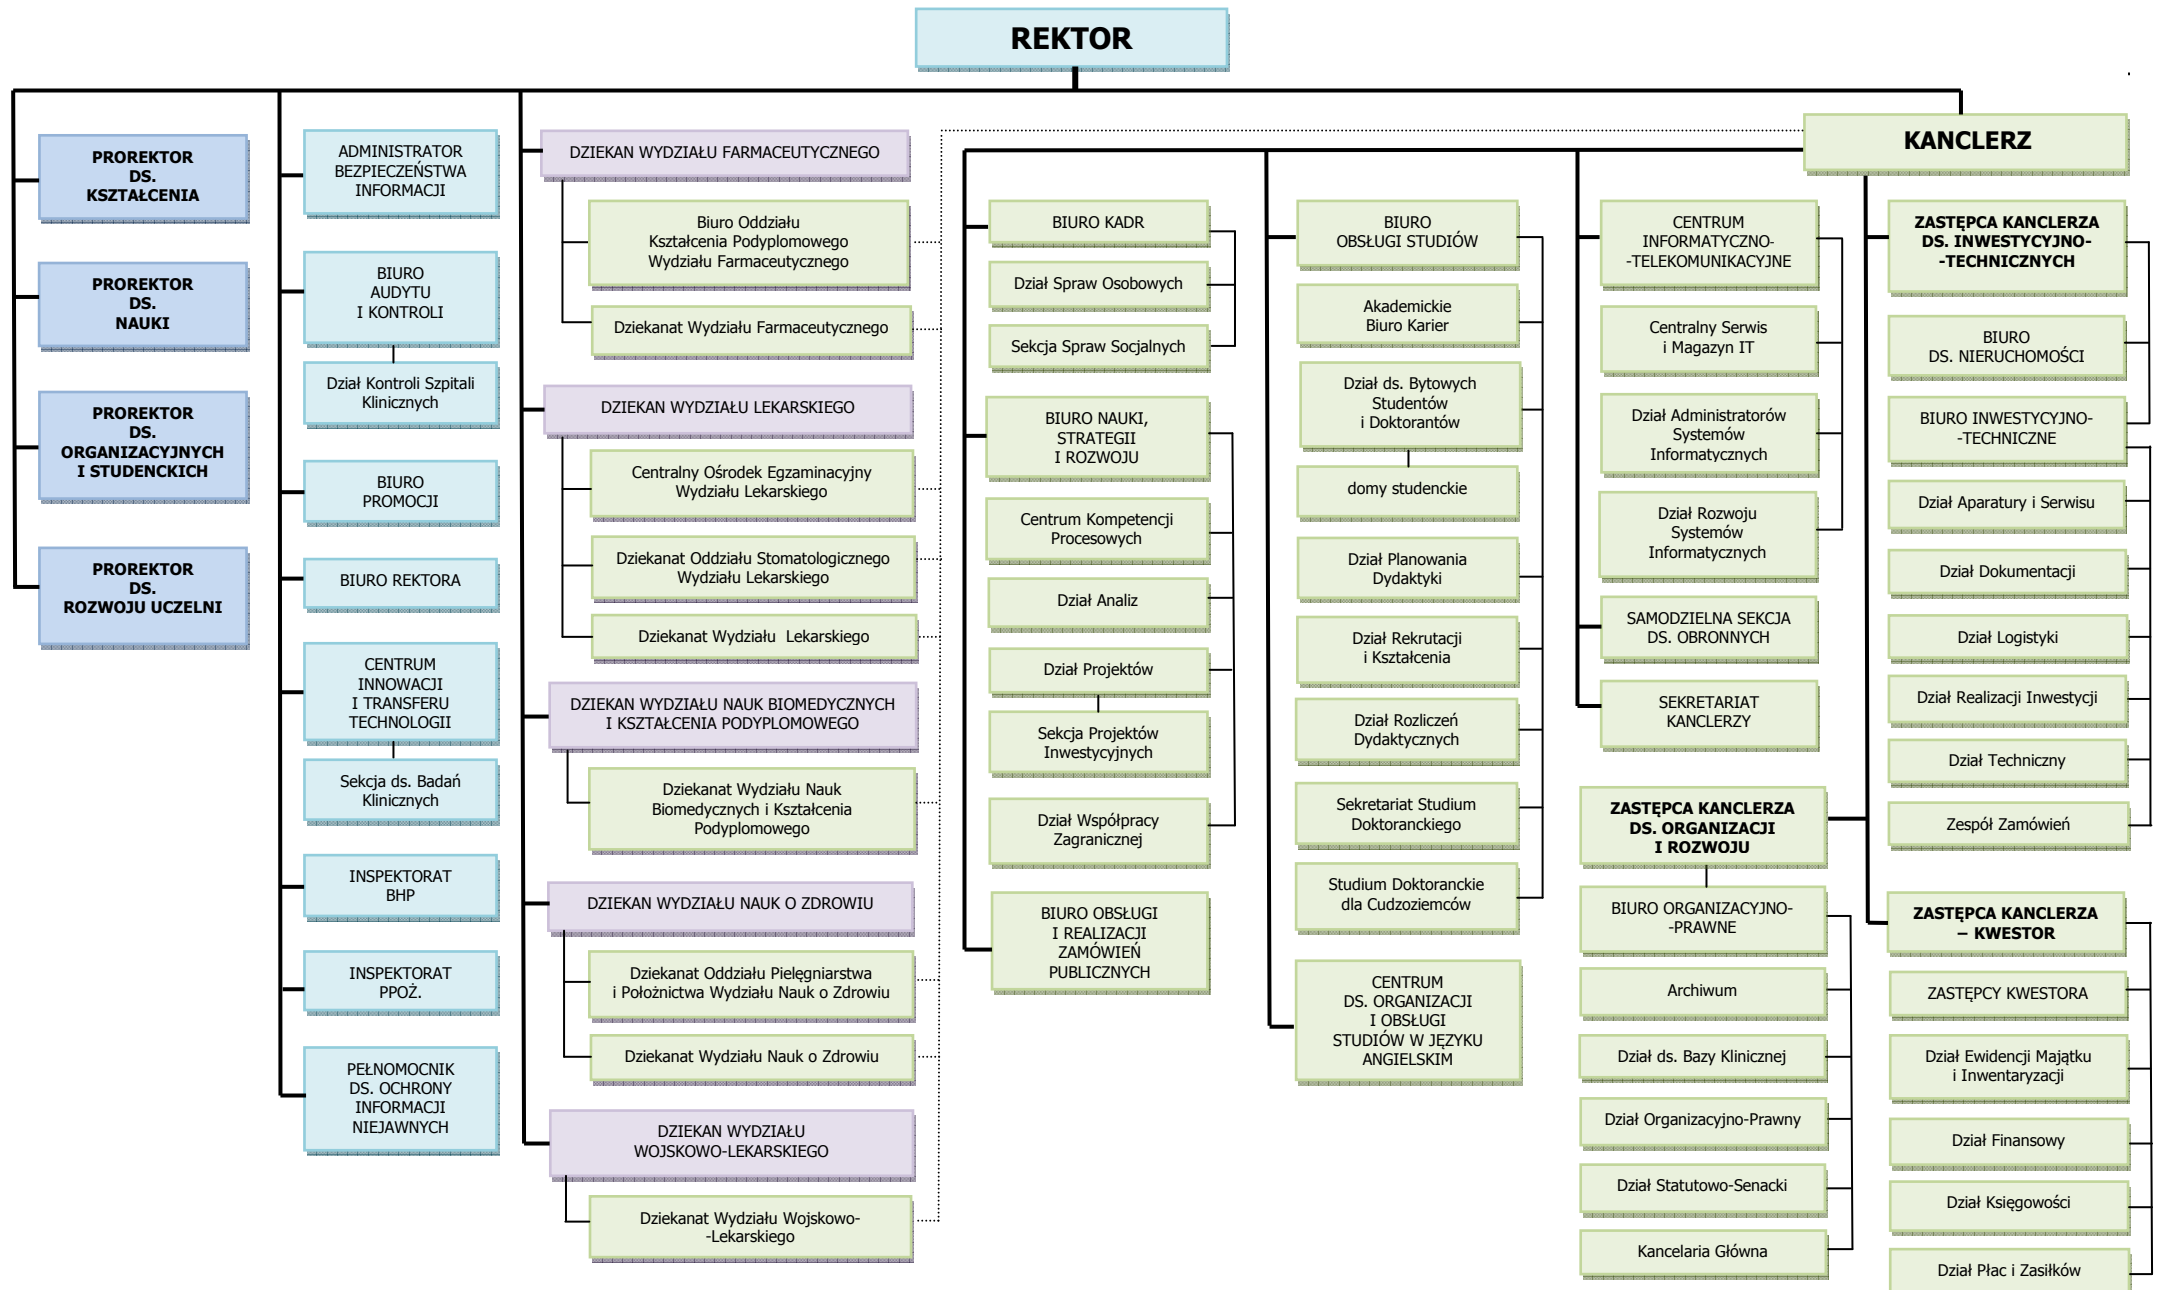 REKTOR
KANCLERZ
PROREKTOR
DS.
KSZTAŁCENIA
PROREKTOR
DS.
NAUKI
PROREKTOR
DS.
ORGANIZACYJNYCH
I STUDENCKICH
PROREKTOR
DS.
ROZWOJU UCZELNI
ADMINISTRATOR
BEZPIECZEŃSTWA
INFORMACJI
BIURO
AUDYTU
I KONTROLI
Dział Kontroli Szpitali
Klinicznych
BIURO
PROMOCJI
BIURO REKTORA
CENTRUM
INNOWACJI
I TRANSFERU
TECHNOLOGII
Sekcja ds. Badań
Klinicznych
INSPEKTORAT
BHP
INSPEKTORAT
PPOŻ.
PEŁNOMOCNIK
DS. OCHRONY
INFORMACJI
NIEJAWNYCH
DZIEKAN WYDZIAŁU FARMACEUTYCZNEGO
Biuro Oddziału
Kształcenia Podyplomowego
Wydziału Farmaceutycznego
Dziekanat Wydziału Farmaceutycznego
DZIEKAN WYDZIAŁU LEKARSKIEGO
Centralny Ośrodek Egzaminacyjny
Wydziału Lekarskiego
Dziekanat Oddziału Stomatologicznego
Wydziału Lekarskiego
Dziekanat Wydziału Lekarskiego
DZIEKAN WYDZIAŁU NAUK BIOMEDYCZNYCH
I KSZTAŁCENIA PODYPLOMOWEGO
Dziekanat Wydziału Nauk
Biomedycznych i Kształcenia
Podyplomowego
DZIEKAN WYDZIAŁU NAUK O ZDROWIU
Dziekanat Oddziału Pielęgniarstwa
i Położnictwa Wydziału Nauk o Zdrowiu
Dziekanat Wydziału Nauk o Zdrowiu
DZIEKAN WYDZIAŁU
WOJSKOWO-LEKARSKIEGO
Dziekanat Wydziału Wojskowo-
-Lekarskiego
BIURO KADR
Dział Spraw Osobowych
Sekcja Spraw Socjalnych
BIURO NAUKI,
STRATEGII
I ROZWOJU
Centrum Kompetencji
Procesowych
Dział Analiz
Dział Projektów
Sekcja Projektów
Inwestycyjnych
Dział Współpracy
Zagranicznej
BIURO OBSŁUGI
I REALIZACJI
ZAMÓWIEŃ
PUBLICZNYCH
BIURO
OBSŁUGI STUDIÓW
Akademickie
Biuro Karier
Dział ds. Bytowych
Studentów
i Doktorantów
domy studenckie
Dział Planowania
Dydaktyki
Dział Rekrutacji
i Kształcenia
Dział Rozliczeń
Dydaktycznych
Sekretariat Studium
Doktoranckiego
Studium Doktoranckie
dla Cudzoziemców
CENTRUM
DS. ORGANIZACJI
I OBSŁUGI
STUDIÓW W JĘZYKU
ANGIELSKIM
CENTRUM
INFORMATYCZNO-
-TELEKOMUNIKACYJNE
Centralny Serwis
i Magazyn IT
Dział Administratorów
Systemów
Informatycznych
Dział Rozwoju
Systemów
Informatycznych
SAMODZIELNA SEKCJA
DS. OBRONNYCH
SEKRETARIAT
KANCLERZY
ZASTĘPCA KANCLERZA
DS. ORGANIZACJI
I ROZWOJU
BIURO ORGANIZACYJNO-
-PRAWNE
Archiwum
Dział ds. Bazy Klinicznej
Dział Organizacyjno-Prawny
Dział Statutowo-Senacki
Kancelaria Główna
ZASTĘPCA KANCLERZA
DS. INWESTYCYJNO-
-TECHNICZNYCH
BIURO
DS. NIERUCHOMOŚCI
BIURO INWESTYCYJNO-
-TECHNICZNE
Dział Aparatury i Serwisu
Dział Dokumentacji
Dział Logistyki
Dział Realizacji Inwestycji
Dział Techniczny
Zespół Zamówień
ZASTĘPCA KANCLERZA
– KWESTOR
ZASTĘPCY KWESTORA
Dział Ewidencji Majątku
i Inwentaryzacji
Dział Finansowy
Dział Księgowości
Dział Płac i Zasiłków